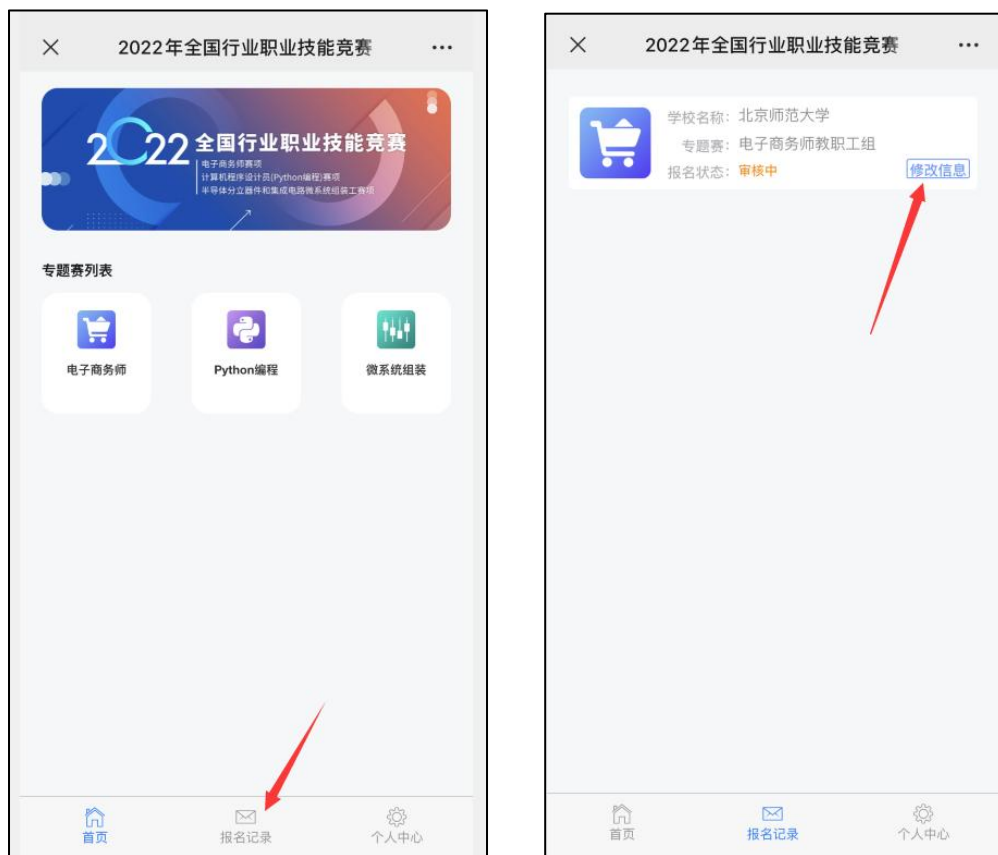 2022年全国行业职业技能竞赛
2022 全国行业职业技能竞赛
电子商务师赛项
计算机程序设计员(Python编程)赛项
半导体分立器件和集成电路微系统组装工赛项
专题赛列表
电子商务师
Python编程
微系统组装
首页
报名记录
个人中心
2022年全国行业职业技能竞赛
学校名称: 北京师范大学
专题赛: 电子商务师教职工组
报名状态: 审核中
修改信息
首页
报名记录
个人中心